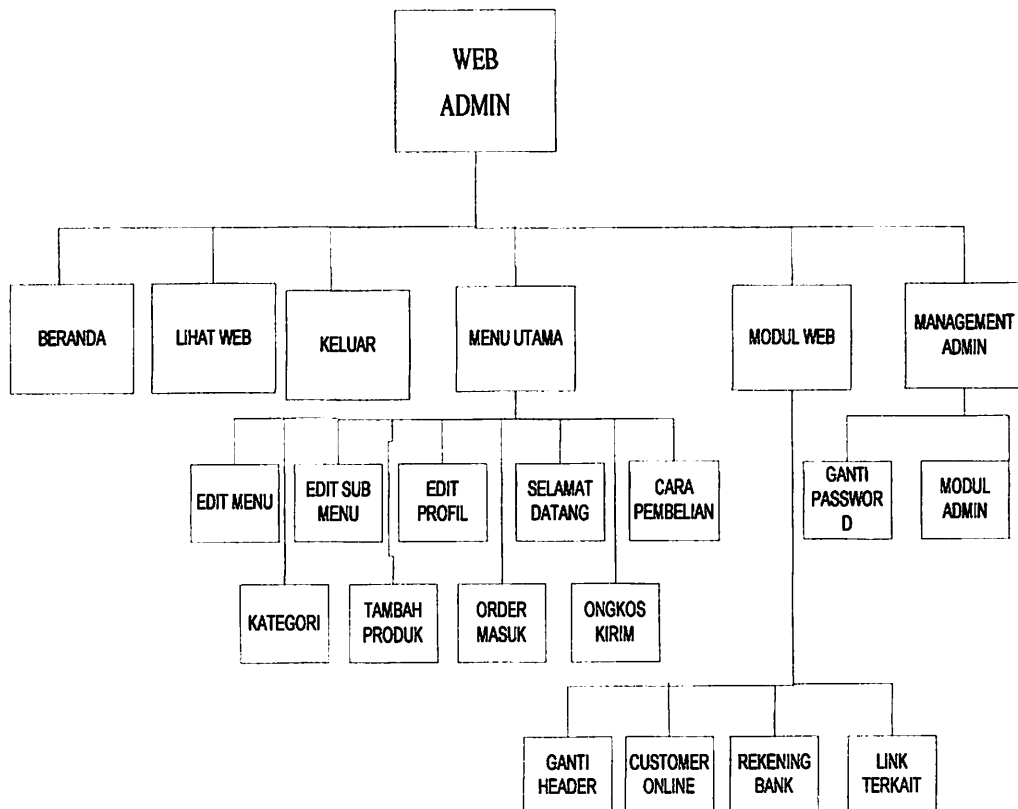 WEB
ADMIN
BERANDA
LIHAT WEB
KELUAR
MENU UTAMA
MODUL WEB
MANAGEMENT
ADMIN
EDIT MENU
EDIT SUB
MENU
EDIT
PROFIL
SELAMAT
DATANG
CARA
PEMBELIAN
GANTI
PASSWOR
D
MODUL
ADMIN
KATEGORI
TAMBAH
PRODUK
ORDER
MASUK
ONGKOS
KIRIM
GANTI
HEADER
CUSTOMER
ONLINE
REKENING
BANK
LINK
TERKAIT